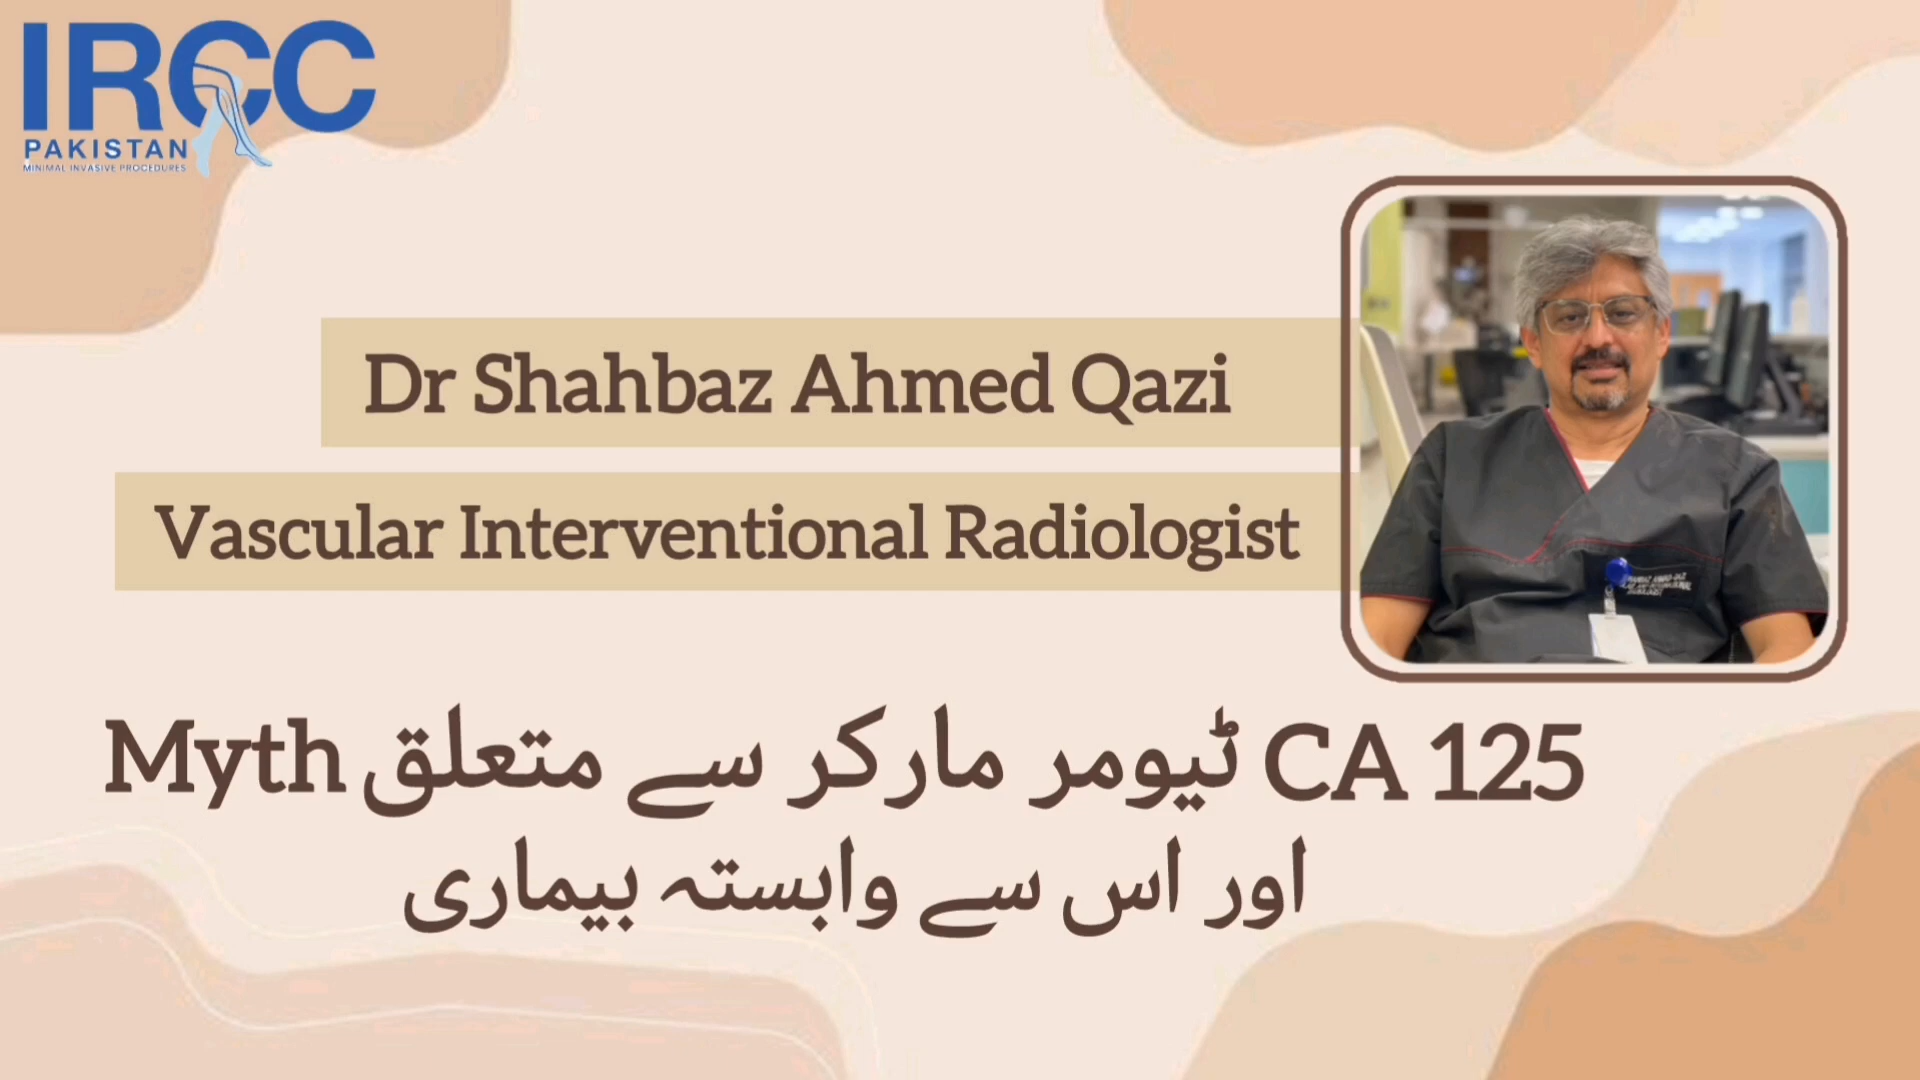 IRCC
PAKISTAN
MINIMAL INVASIVE PROCEDURES
Dr Shahbaz Ahmed Qazi
Vascular Interventional Radiologist
CA 125 ٹیومر مارکر سے متعلق Myth
اور اس سے وابستہ بیماری